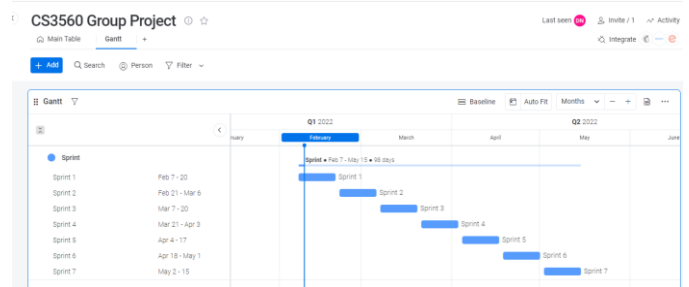 CS3560 Group Project
Last seen DN Invite / 1 Activity
Main Table Gantt +
Integrate
+ Add Search Person Filter
Gantt
Baseline Auto Fit Months − + ...
Q1 2022 Q2 2022
nuary February March April May June
Sprint
Sprint • Feb 7 - May 15 • 98 days
Sprint 1 Feb 7 - 20 Sprint 1
Sprint 2 Feb 21 - Mar 6 Sprint 2
Sprint 3 Mar 7 - 20 Sprint 3
Sprint 4 Mar 21 - Apr 3 Sprint 4
Sprint 5 Apr 4 - 17 Sprint 5
Sprint 6 Apr 18 - May 1 Sprint 6
Sprint 7 May 2 - 15 Sprint 7